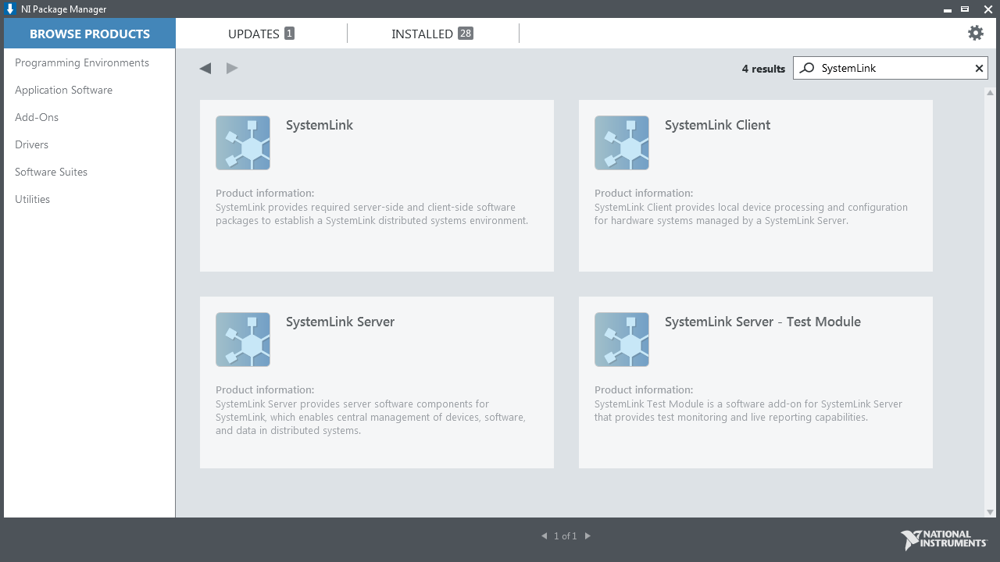 NI Package Manager
BROWSE PRODUCTS
UPDATES 1
INSTALLED 28
Programming Environments
Application Software
Add-Ons
Drivers
Software Suites
Utilities
4 results
SystemLink
SystemLink
Product information:
SystemLink provides required server-side and client-side software
packages to establish a SystemLink distributed systems environment.
SystemLink Client
Product information:
SystemLink Client provides local device processing and configuration
for hardware systems managed by a SystemLink Server.
SystemLink Server
Product information:
SystemLink Server provides server software components for
SystemLink, which enables central management of devices, software,
and data in distributed systems.
SystemLink Server - Test Module
Product information:
SystemLink Test Module is a software add-on for SystemLink Server
that provides test monitoring and live reporting capabilities.
1 of 1
NATIONAL
INSTRUMENTS